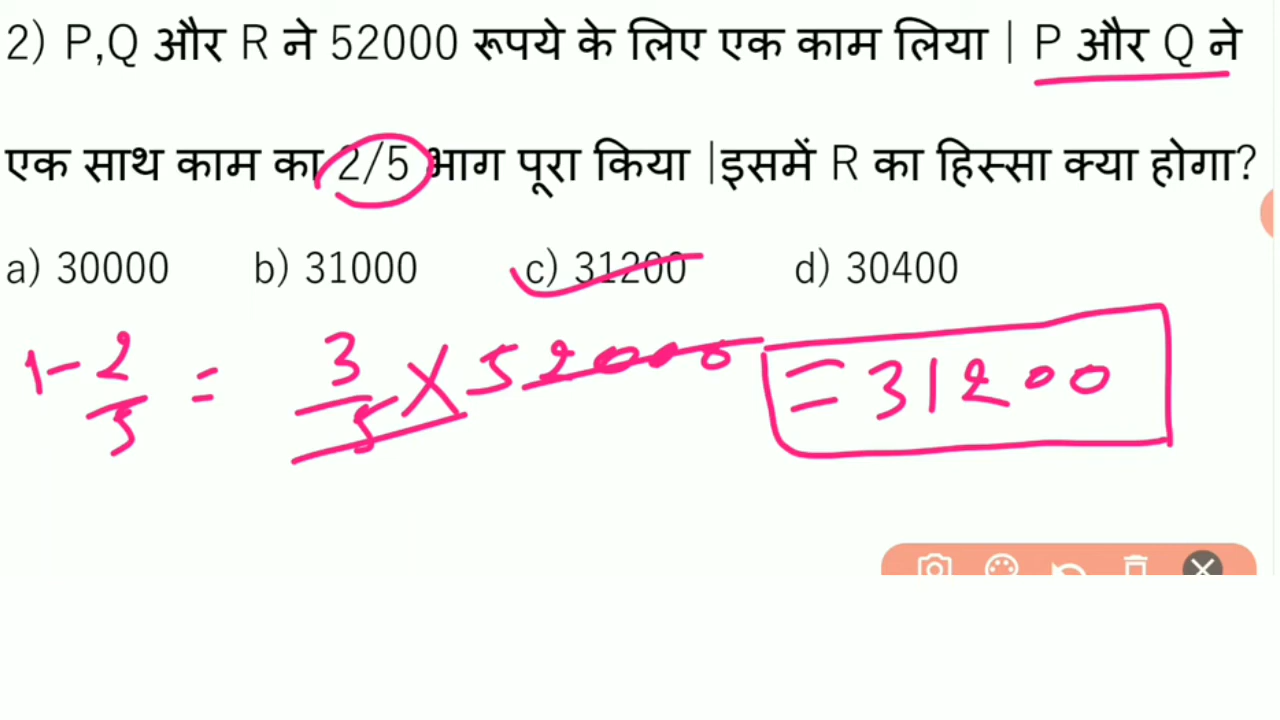 2) P,Q और R ने 52000 रूपये के लिए एक काम लिया | P और Q ने
एक साथ काम का 2/5 भाग पूरा किया |इसमें R का हिस्सा क्या होगा?
a) 30000 b) 31000 c) 31200 d) 30400
1-2/5 = 3/5 X 52000 = 31200